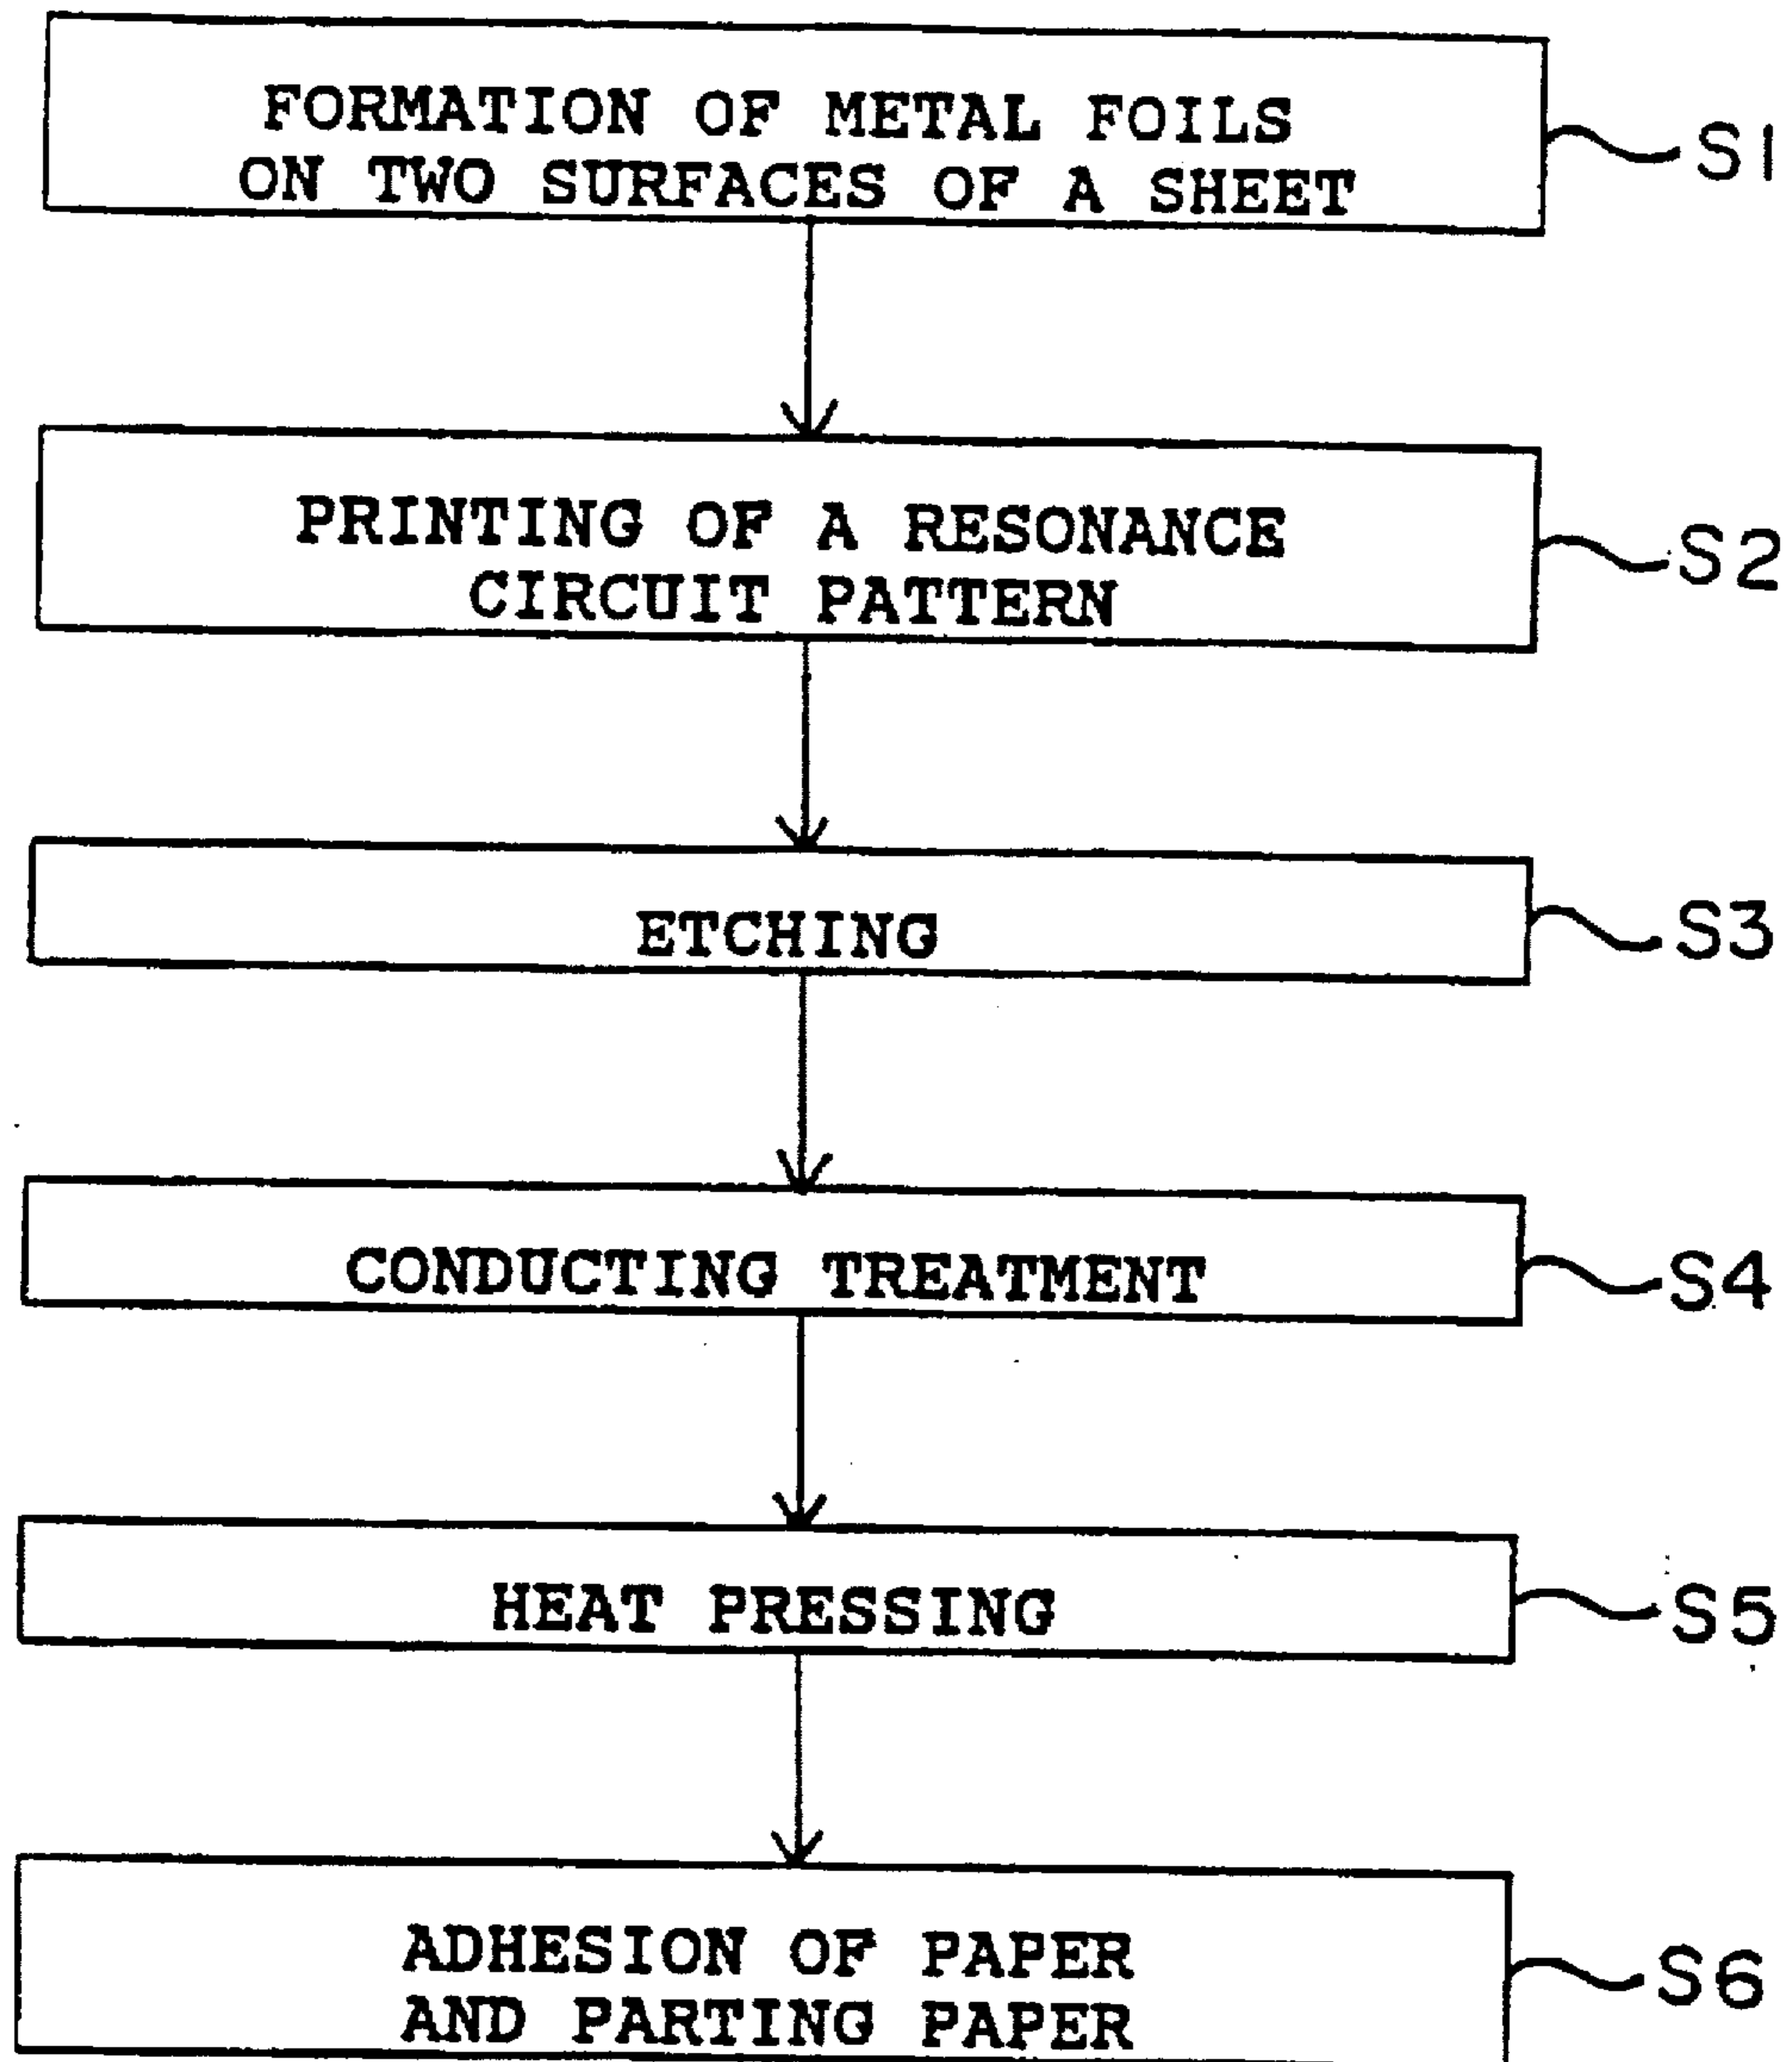 FORMATION OF METAL FOILS
ON TWO SURFACES OF A SHEET
S1
PRINTING OF A RESONANCE
CIRCUIT PATTERN
S2
ETCHING
S3
CONDUCTING TREATMENT
S4
HEAT PRESSING
S5
ADHESION OF PAPER
AND PARTING PAPER
S6